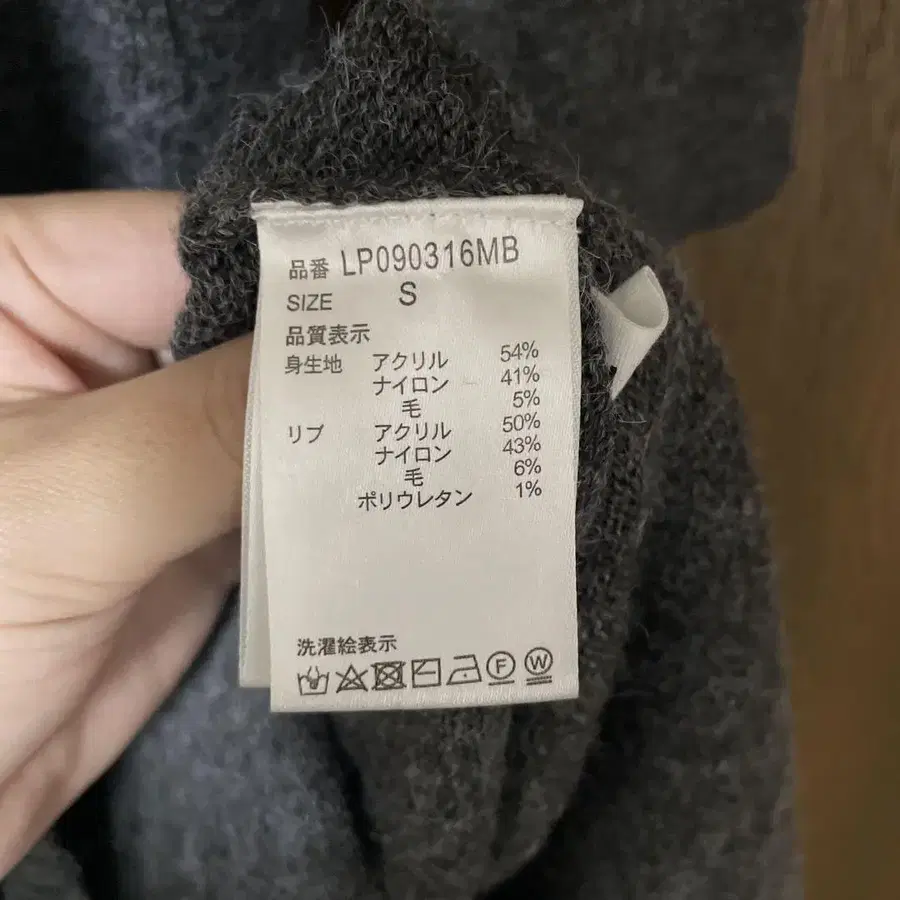 品番 LP090316MB
SIZE S
品質表示
身生地 アクリル 54%
ナイロン 41%
毛 5%
リブ アクリル 50%
ナイロン 43%
毛 6%
ポリウレタン 1%
洗濯絵表示
F W